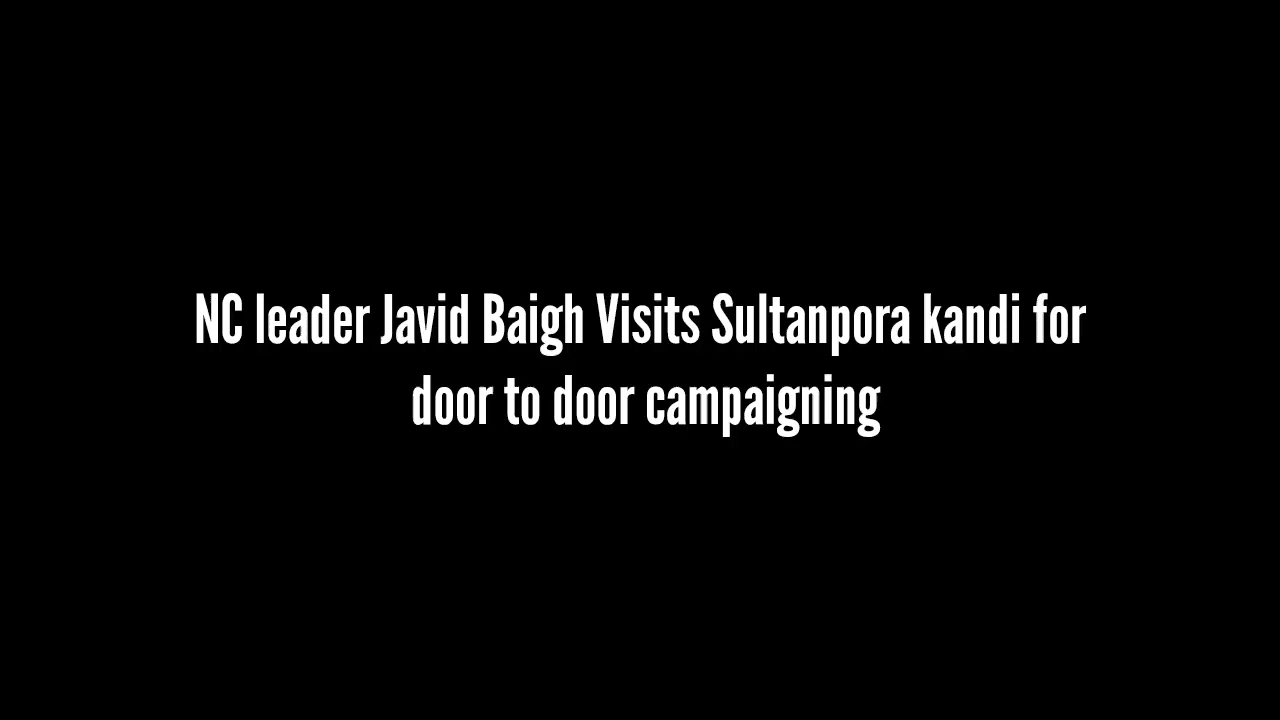 NC leader Javid Baigh Visits Sultanpora kandi for
door to door campaigning